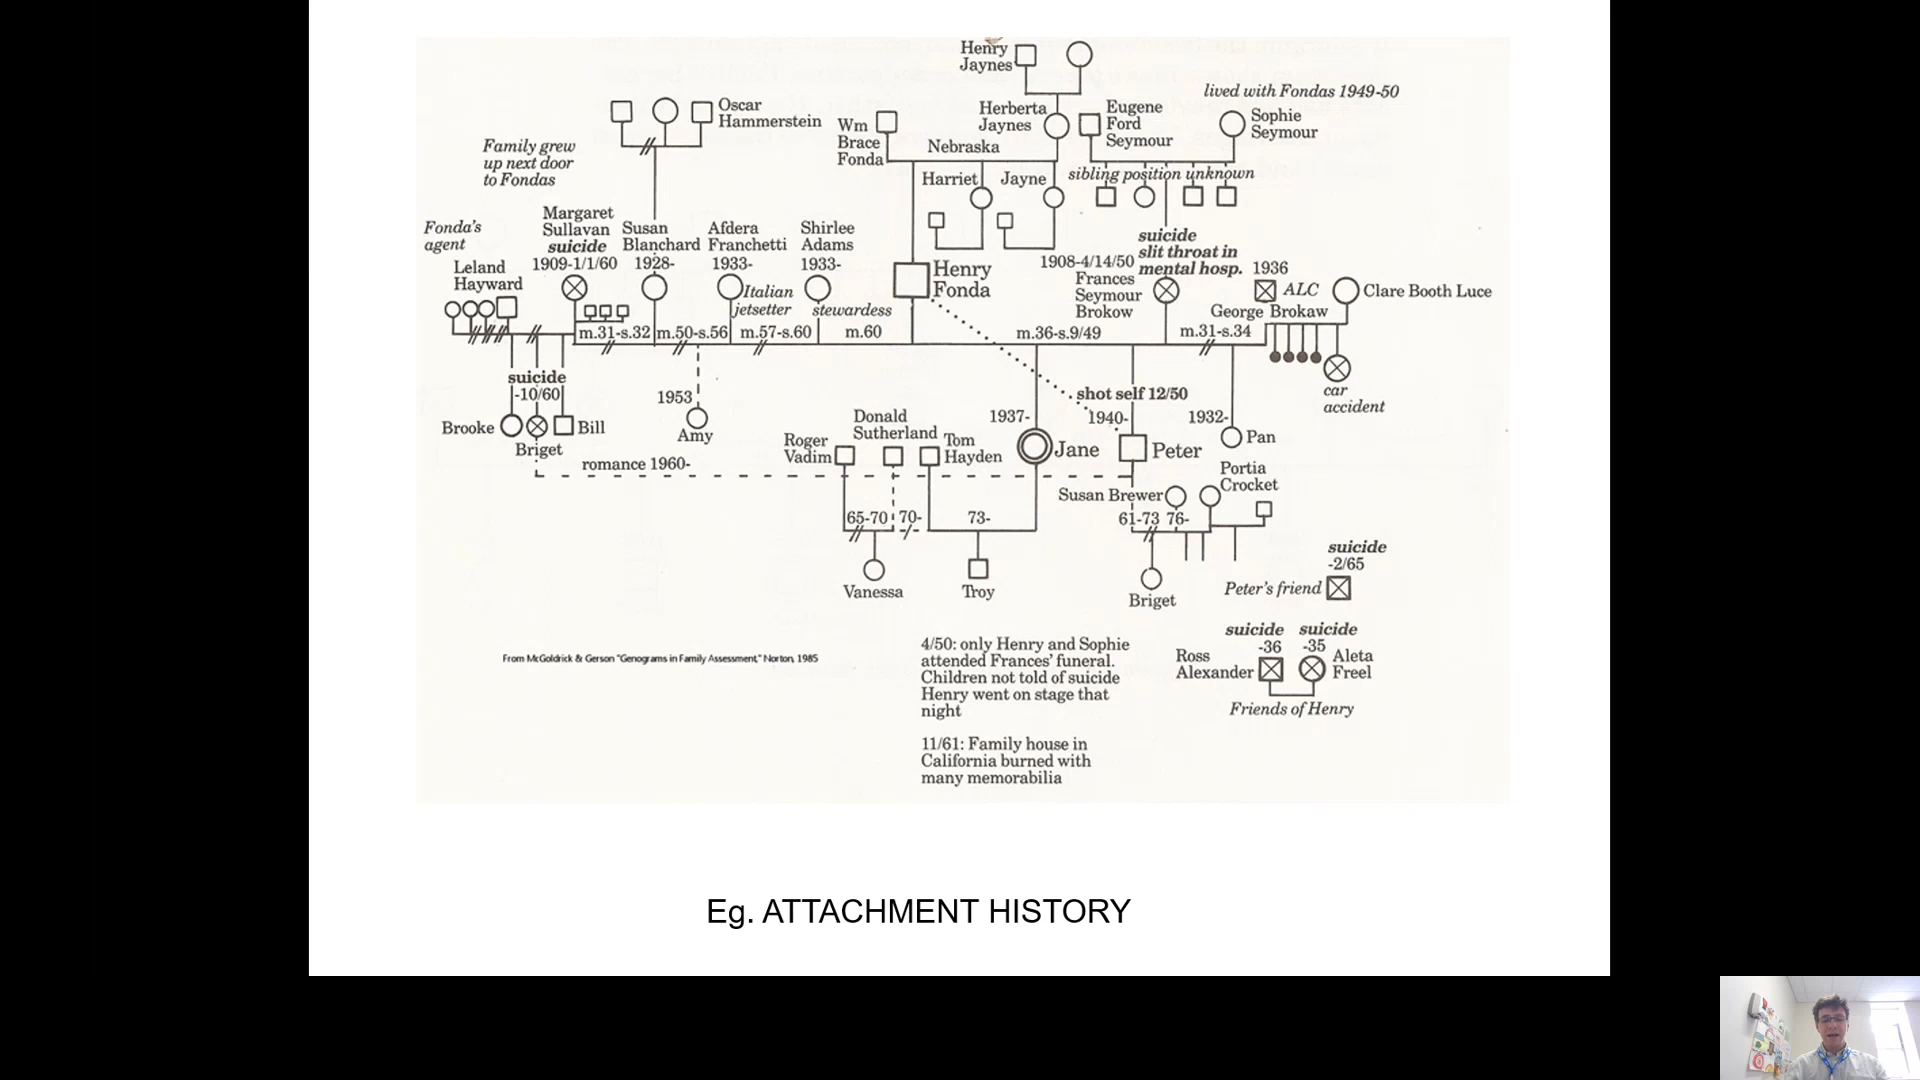 Henry
Jaynes
lived with Fondas 1949-50
Oscar
Hammerstein
Wm
Brace
Fonda
Herberta
Jaynes
Eugene
Ford
Seymour
Sophie
Seymour
Family grew
up next door
to Fondas
Nebraska
Harriet
Jayne
sibling position unknown
Fonda's
agent
Leland
Hayward
Margaret
Sullavan
suicide
1909-1/1/60
Susan
Blanchard
1928-
Afdera
Franchetti
1933-
Italian
jetsetter
Shirlee
Adams
1933-
stewardess
Henry
Fonda
1908-4/14/50
Frances
Seymour
Brokow
suicide
slit throat in
mental hosp.
1936
ALC
George Brokaw
Clare Booth Luce
m.31-s.32
m.50-s.56
m.57-s.60
m.60
m.36-s.9/49
m.31-s.34
car
accident
suicide
-10/60
Brooke
Briget
Bill
1953
Amy
romance 1960-
Roger
Vadim
Donald
Sutherland
Tom
Hayden
1937-
Jane
shot self 12/50
1940-
Peter
1932-
Pan
Portia
Crocket
Susan Brewer
65-70
70-
73-
61-73
76-
Vanessa
Troy
Briget
suicide
-2/65
Peter's friend
suicide
-36
suicide
-35
Ross
Alexander
Aleta
Freel
Friends of Henry
From McGoldrick & Gerson "Genograms in Family Assessment," Norton, 1985
4/50: only Henry and Sophie
attended Frances' funeral.
Children not told of suicide
Henry went on stage that
night
11/61: Family house in
California burned with
many memorabilia
Eg. ATTACHMENT HISTORY